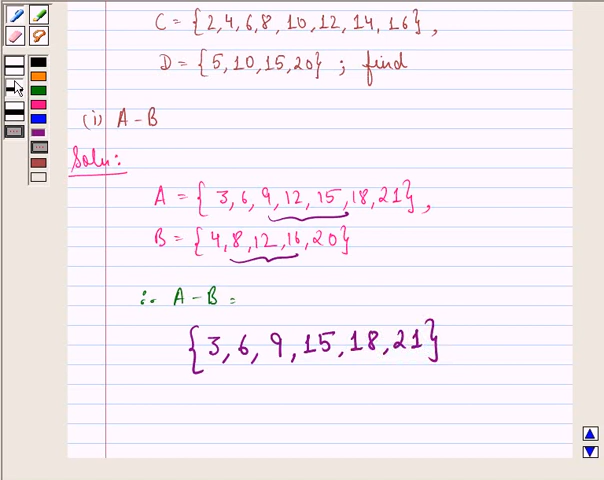 C = {2,4,6,8,10,12,14,16},
D = {5,10,15,20} ; find
(i) A-B
Solu:
A = { 3,6,9,12,15,18,21},
B = {4,8,12,16,20}
∴ A-B =
{3,6,9,15,18,21}